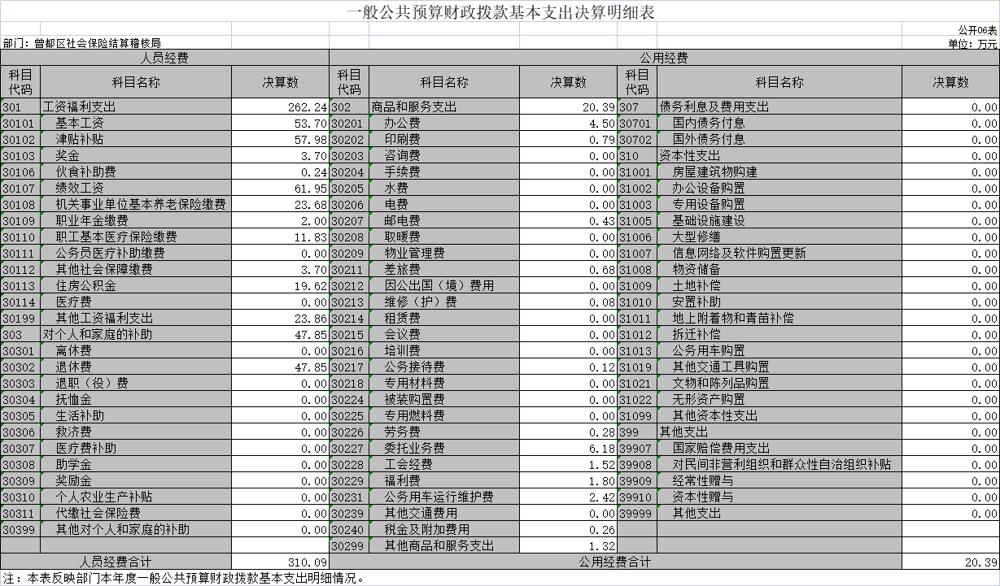 一般公共预算财政拨款基本支出决算明细表
公开06表
部门：曾都区社会保险结算稽核局 单位：万元
人员经费 公用经费
科目代码 科目名称 决算数 科目代码 科目名称 决算数 科目代码 科目名称 决算数
301 工资福利支出 262.24 302 商品和服务支出 20.39 307 债务利息及费用支出 0.00
30101 基本工资 53.70 30201 办公费 4.50 30701 国内债务付息 0.00
30102 津贴补贴 57.98 30202 印刷费 0.79 30702 国外债务付息 0.00
30103 奖金 3.70 30203 咨询费 0.00 310 资本性支出 0.00
30106 伙食补助费 0.24 30204 手续费 0.00 31001 房屋建筑物购建 0.00
30107 绩效工资 61.95 30205 水费 0.00 31002 办公设备购置 0.00
30108 机关事业单位基本养老保险缴费 23.68 30206 电费 0.00 31003 专用设备购置 0.00
30109 职业年金缴费 2.00 30207 邮电费 0.43 31005 基础设施建设 0.00
30110 职工基本医疗保险缴费 11.83 30208 取暖费 0.00 31006 大型修缮 0.00
30111 公务员医疗补助缴费 0.00 30209 物业管理费 0.00 31007 信息网络及软件购置更新 0.00
30112 其他社会保障缴费 3.70 30211 差旅费 0.68 31008 物资储备 0.00
30113 住房公积金 19.62 30212 因公出国（境）费用 0.00 31009 土地补偿 0.00
30114 医疗费 0.00 30213 维修（护）费 0.08 31010 安置补助 0.00
30199 其他工资福利支出 23.86 30214 租赁费 0.00 31011 地上附着物和青苗补偿 0.00
303 对个人和家庭的补助 47.85 30215 会议费 0.00 31012 拆迁补偿 0.00
30301 离休费 0.00 30216 培训费 0.00 31013 公务用车购置 0.00
30302 退休费 47.85 30217 公务接待费 0.12 31019 其他交通工具购置 0.00
30303 退职（役）费 0.00 30218 专用材料费 0.00 31021 文物和陈列品购置 0.00
30304 抚恤金 0.00 30224 被装购置费 0.00 31022 无形资产购置 0.00
30305 生活补助 0.00 30225 专用燃料费 0.00 31099 其他资本性支出 0.00
30306 救济费 0.00 30226 劳务费 0.28 399 其他支出 0.00
30307 医疗费补助 0.00 30227 委托业务费 6.18 39907 国家赔偿费用支出 0.00
30308 助学金 0.00 30228 工会经费 1.52 39908 对民间非营利组织和群众性自治组织补贴 0.00
30309 奖励金 0.00 30229 福利费 1.80 39909 经常性赠与 0.00
30310 个人农业生产补贴 0.00 30231 公务用车运行维护费 2.42 39910 资本性赠与 0.00
30311 代缴社会保险费 0.00 30239 其他交通费用 0.00 39999 其他支出 0.00
30399 其他对个人和家庭的补助 0.00 30240 税金及附加费用 0.26
30299 其他商品和服务支出 1.32
人员经费合计 310.09 公用经费合计 20.39
注：本表反映部门本年度一般公共预算财政拨款基本支出明细情况。